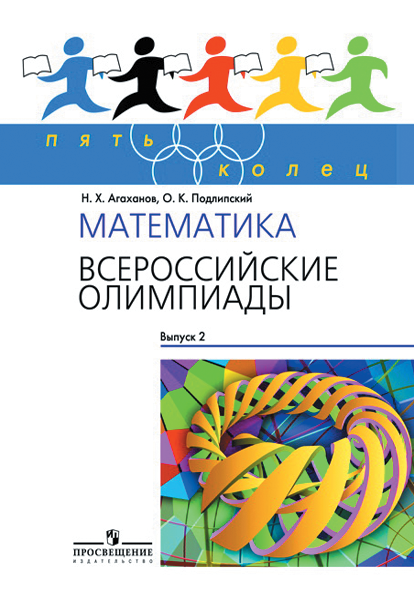 пять
колец
Н. Х. Агаханов, О. К. Подлипский
МАТЕМАТИКА
ВСЕРОССИЙСКИЕ
ОЛИМПИАДЫ
Выпуск 2
ПРОСВЕЩЕНИЕ
ИЗДАТЕЛЬСТВО